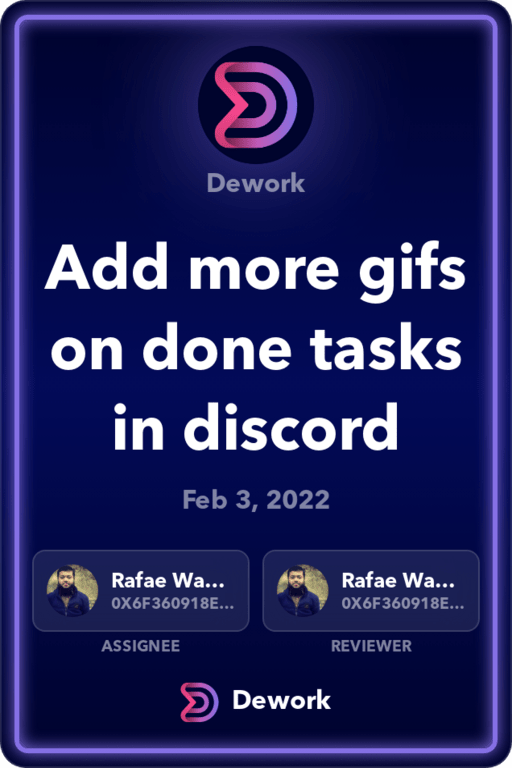 Dework
Add more gifs
on done tasks
in discord
Feb 3, 2022
Rafae Wa...
0X6F360918E...
ASSIGNEE
Rafae Wa...
0X6F360918E...
REVIEWER
Dework